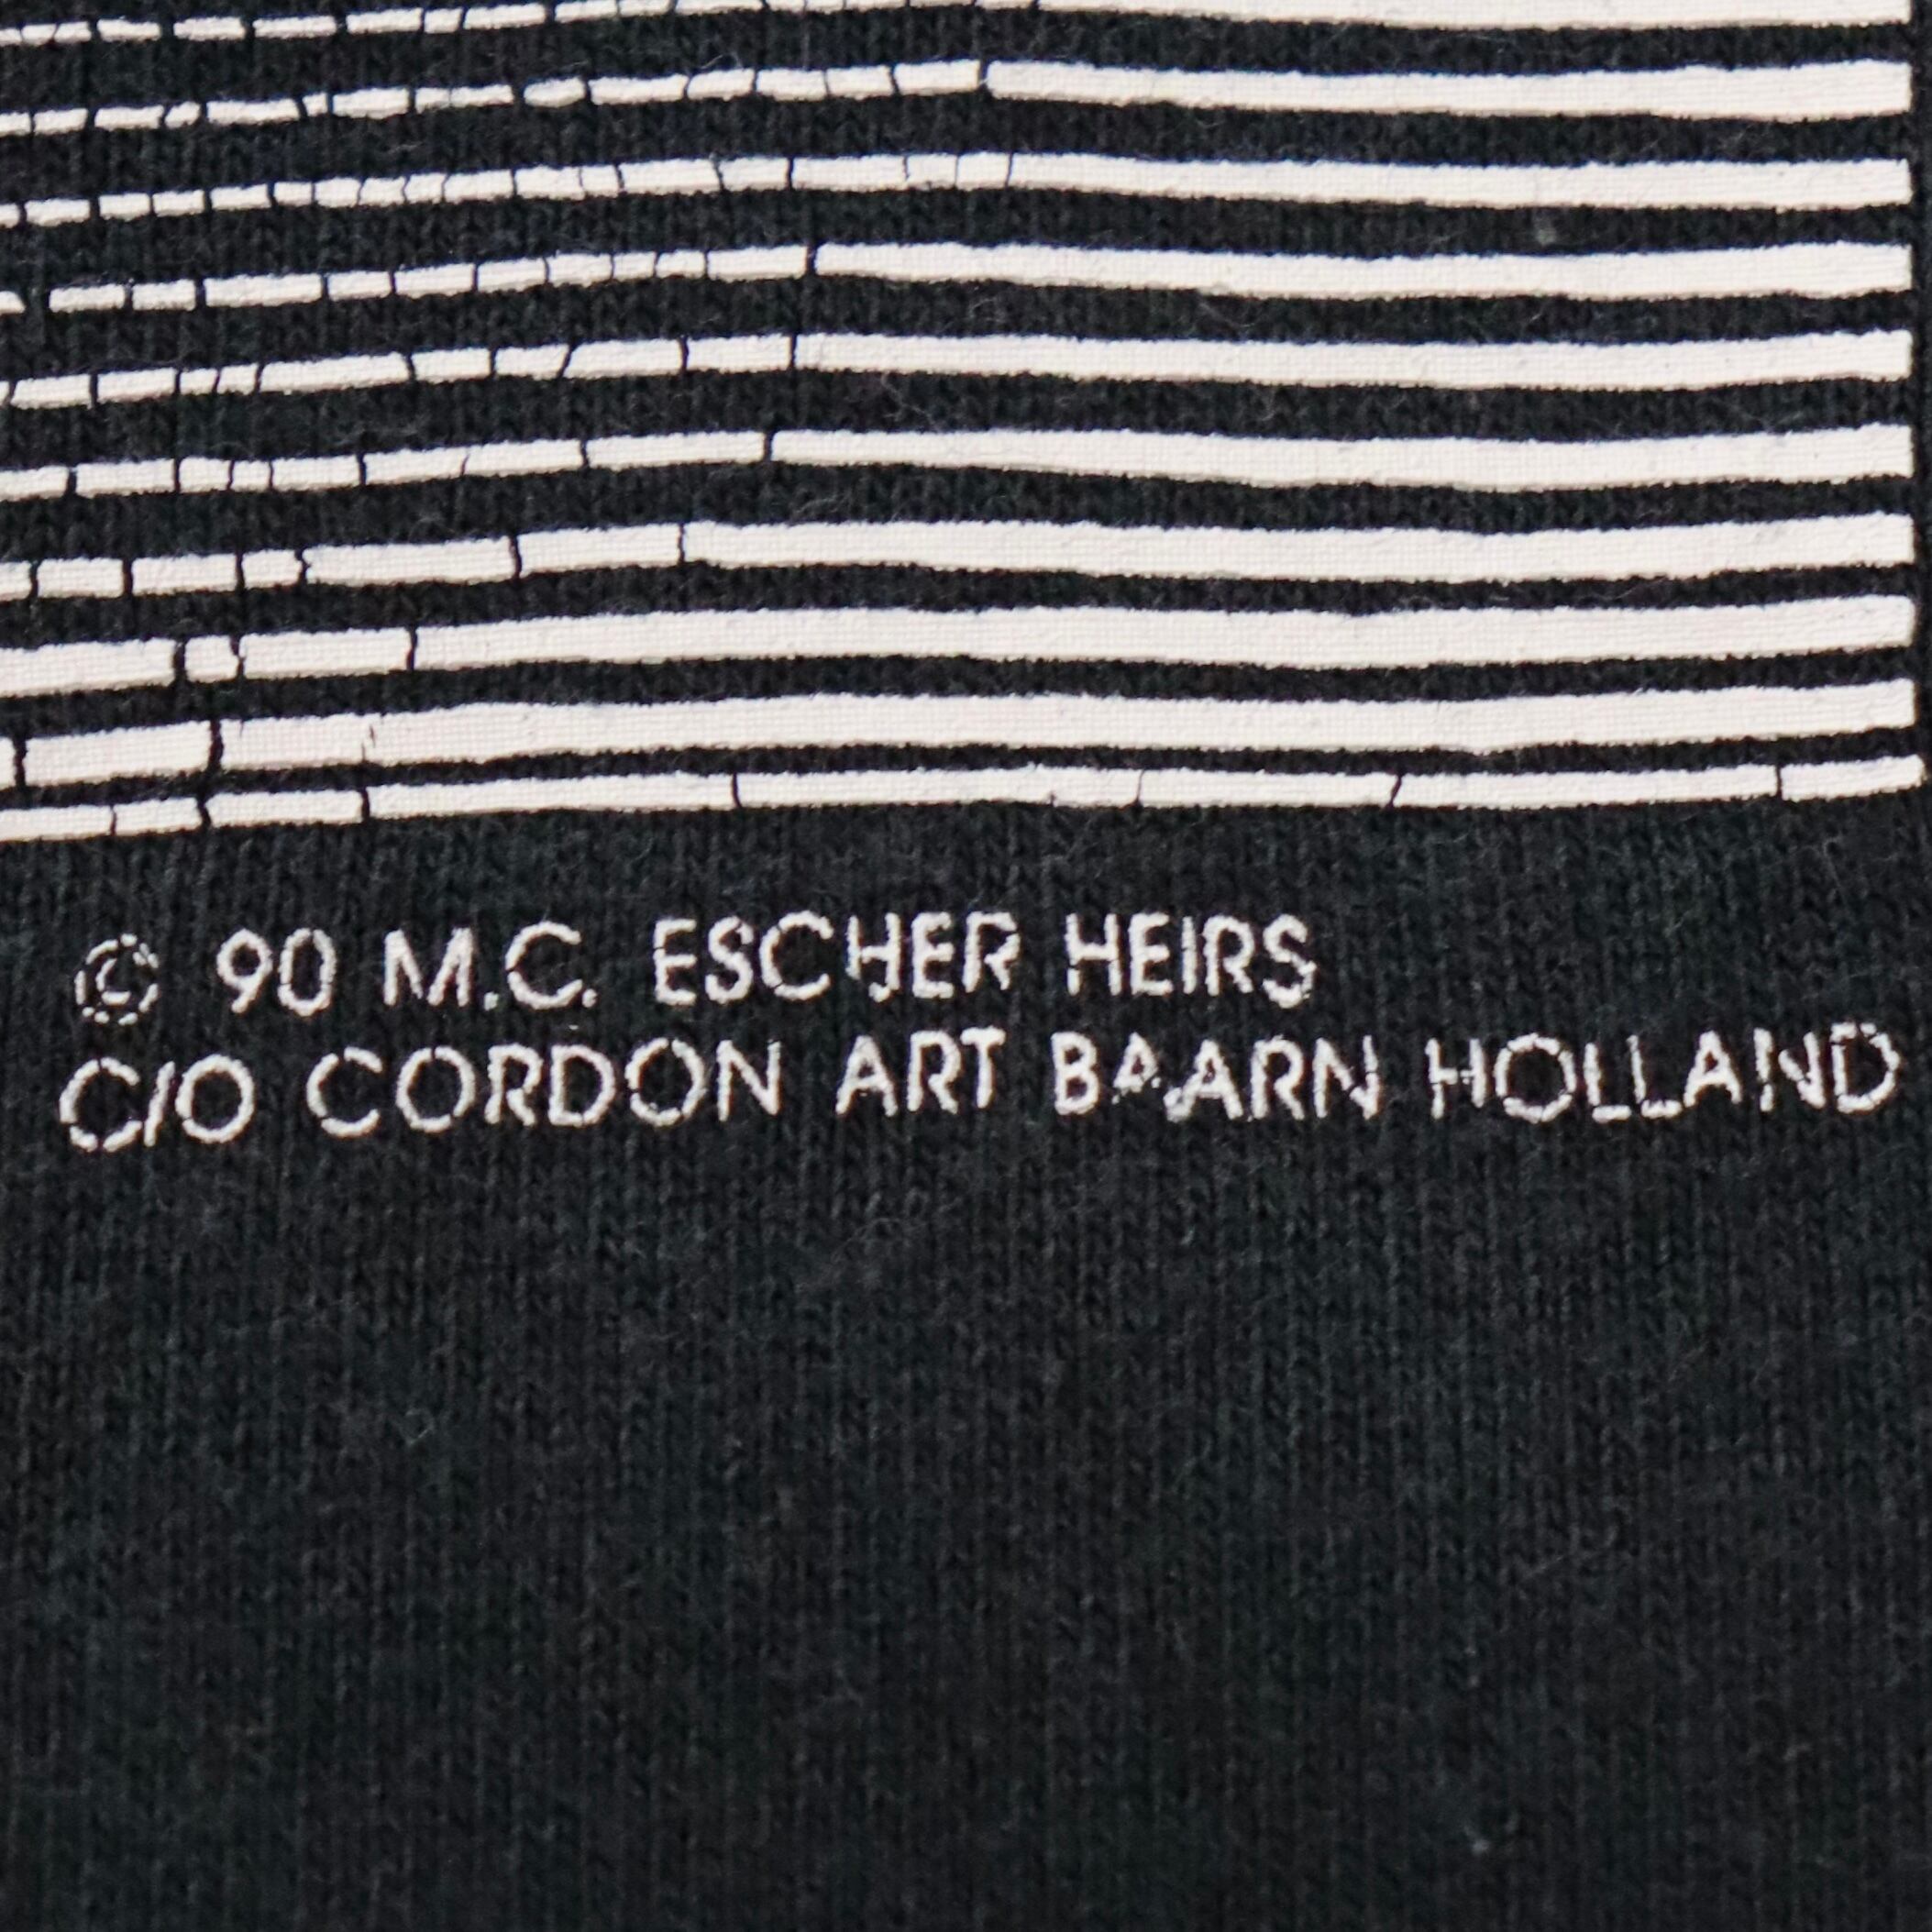 © 90 M.C. ESCHER HEIRS
C/O CORDON ART BAARN HOLLAND